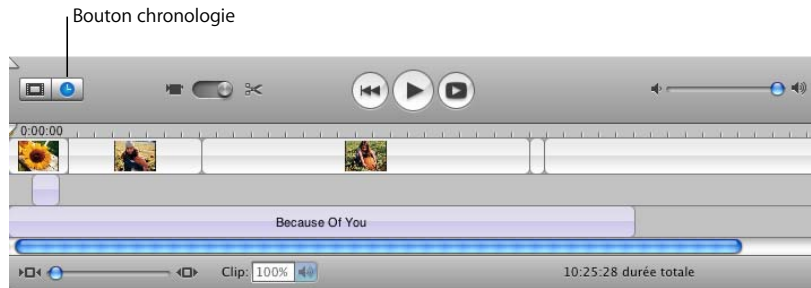 Bouton chronologie
0:00:00
Because Of You
Clip: 100% 10:25:28 durée totale